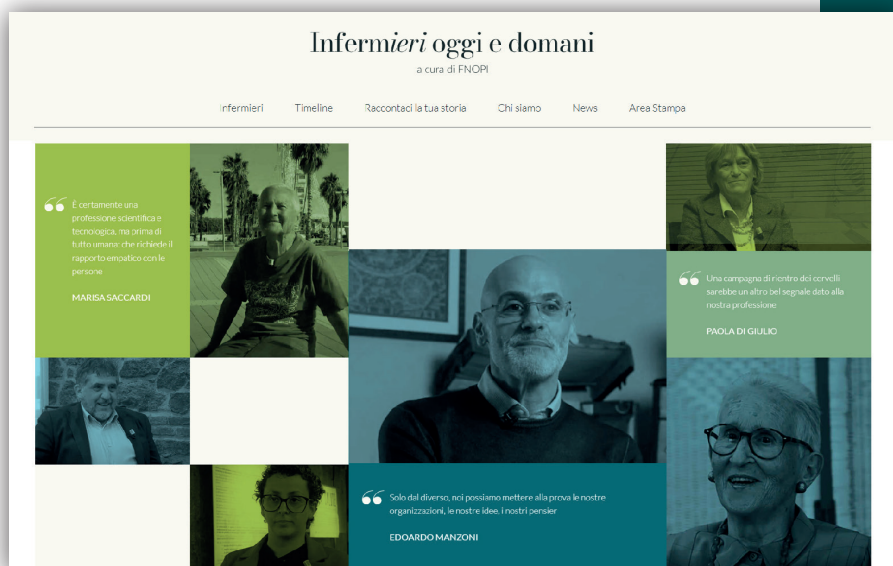 Infermieri oggi e domani
a cura di FNOPI
Infermieri Timeline Raccontaci la tua storia Chi siamo News Area Stampa
È certamente una
professione scientifica e
tecnologica, ma prima di
tutto umana: che richiede il
rapporto empatico con le
persone
MARISA SACCARDI
Una campagna di rientro dei cervelli
sarebbe un altro bel segnale dato alla
nostra professione
PAOLA DI GIULIO
Solo dal diverso, noi possiamo mettere alla prova le nostre
organizzazioni, le nostre idee, i nostri pensier
EDOARDO MANZONI